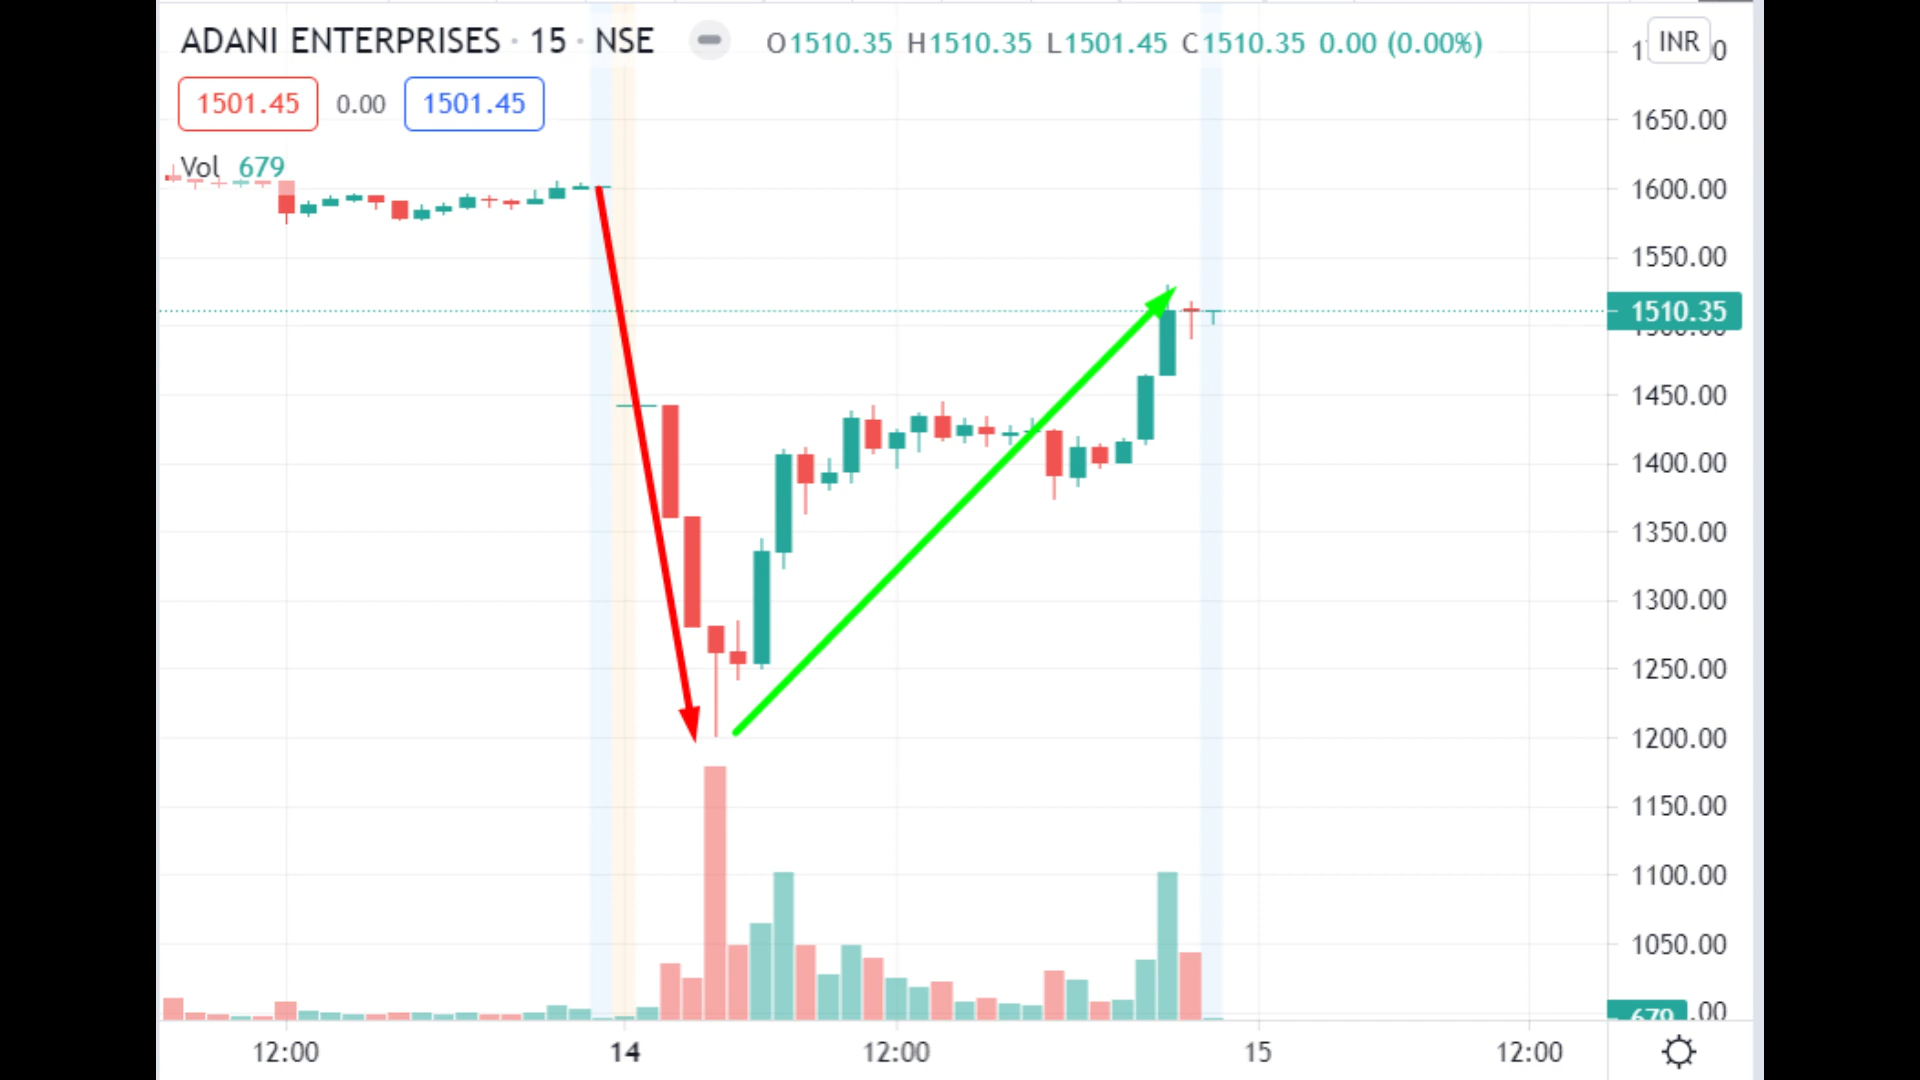 ADANI ENTERPRISES · 15 · NSE O1510.35 H1510.35 L1501.45 C1510.35 0.00 (0.00%)
INR
1501.45 0.00 1501.45
Vol 679
1650.00
1600.00
1550.00
1510.35
1450.00
1400.00
1350.00
1300.00
1250.00
1200.00
1150.00
1100.00
1050.00
679
12:00 14 12:00 15 12:00